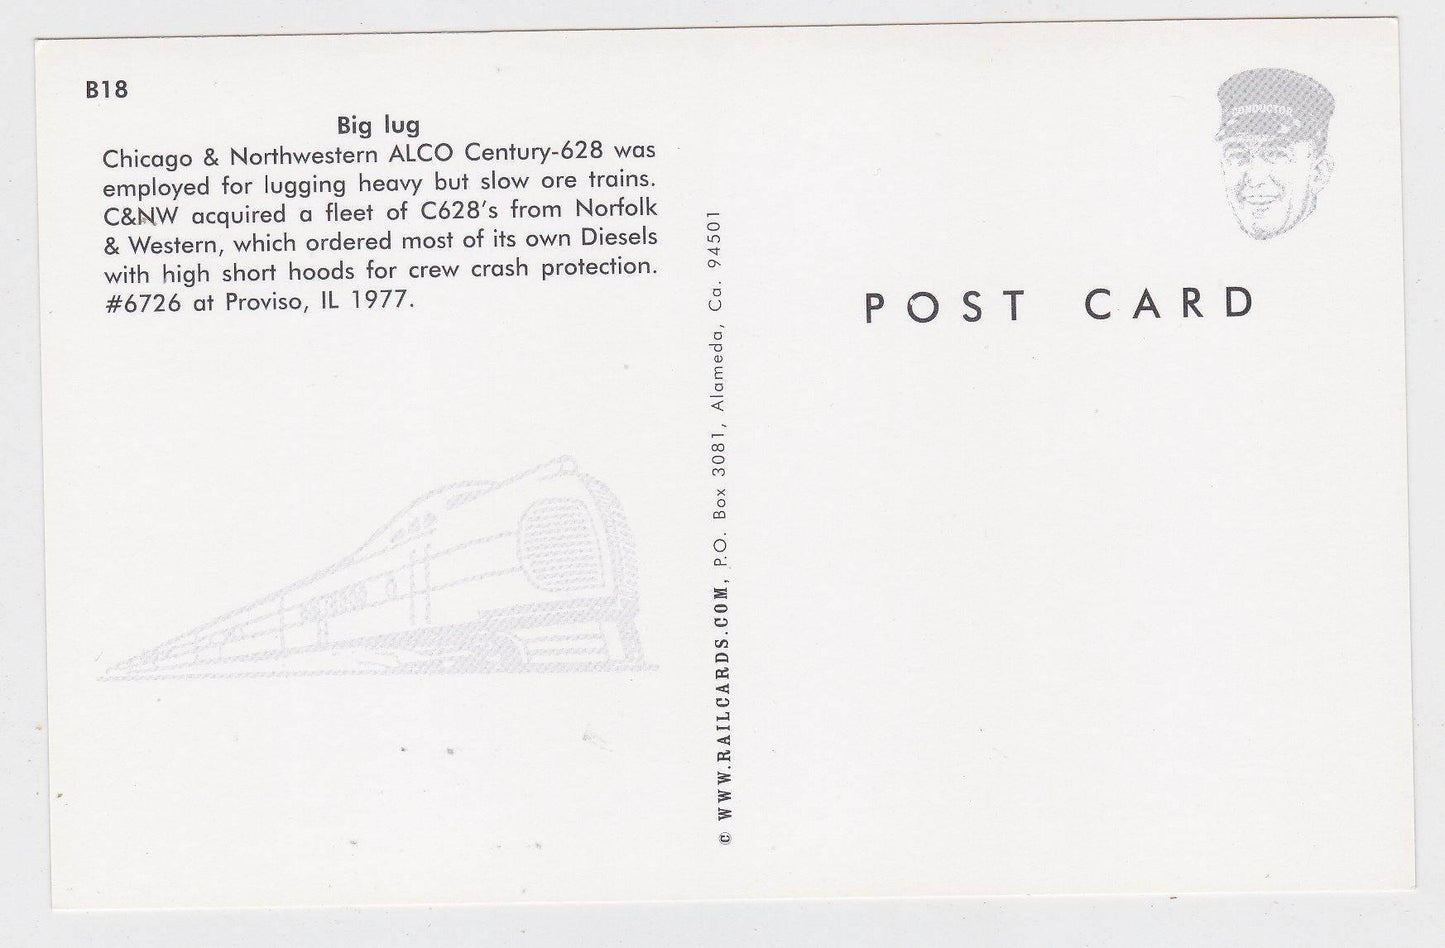 B18
Big lug
Chicago & Northwestern ALCO Century-628 was
employed for lugging heavy but slow ore trains.
C&NW acquired a fleet of C628's from Norfolk
& Western, which ordered most of its own Diesels
with high short hoods for crew crash protection.
#6726 at Proviso, IL 1977.
© WWW.RAILCARDS.COM, P.O. Box 3081, Alameda, Ca. 94501
CONDUCTOR
POST CARD